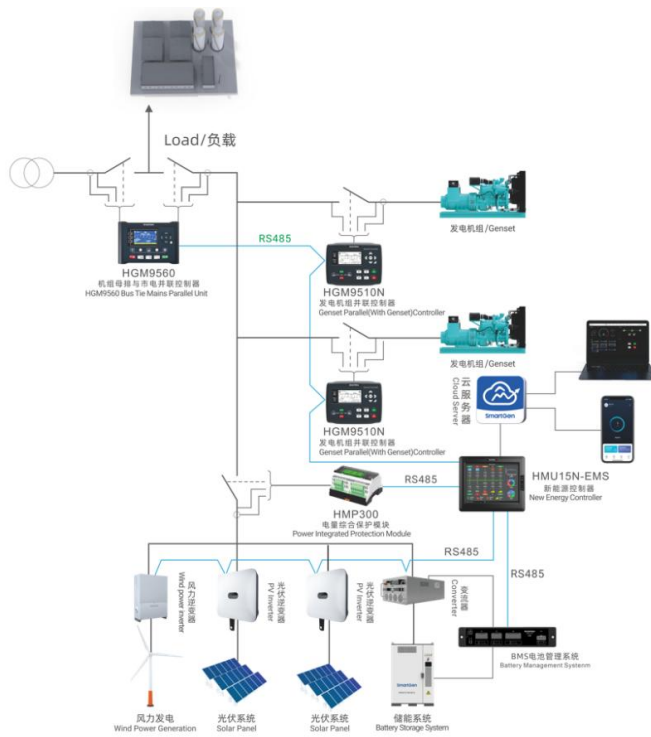 Load/负载
RS485
发电机组/Genset
HGM9560
机组母排与市电并联控制器
HGM9560 Bus Tie Mains Parallel Unit
HGM9510N
发电机组并联控制器
Genset Parallel(With Genset)Controller
发电机组/Genset
云服务器
Cloud Server
SmartGen
HGM9510N
发电机组并联控制器
Genset Parallel(With Genset)Controller
RS485
HMU15N-EMS
新能源控制器
New Energy Controller
HMP300
电量综合保护模块
Power Integrated Protection Module
RS485
RS485
风力逆变器
Wind power inverter
光伏逆变器
PV Inverter
光伏逆变器
PV Inverter
变流器
Converter
SmartGen
BMS电池管理系统
Battery Management Systenm
风力发电
Wind Power Generation
光伏系统
Solar Panel
光伏系统
Solar Panel
储能系统
Battery Storage System